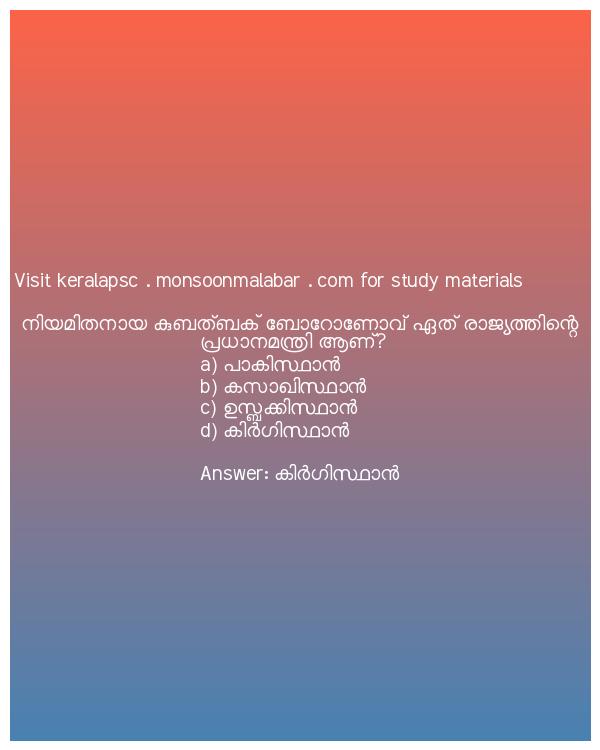 Visit keralapsc . monsoonmalabar . com for study materials
നിയമിതനായ കുബത്ബക് ബോറോണോവ് ഏത് രാജ്യത്തിന്റെ
പ്രധാനമന്ത്രി ആണ്?
a) പാകിസ്ഥാൻ
b) കസാഖിസ്ഥാൻ
c) ഉസ്ബക്കിസ്ഥാൻ
d) കിർഗിസ്ഥാൻ
Answer: കിർഗിസ്ഥാൻ